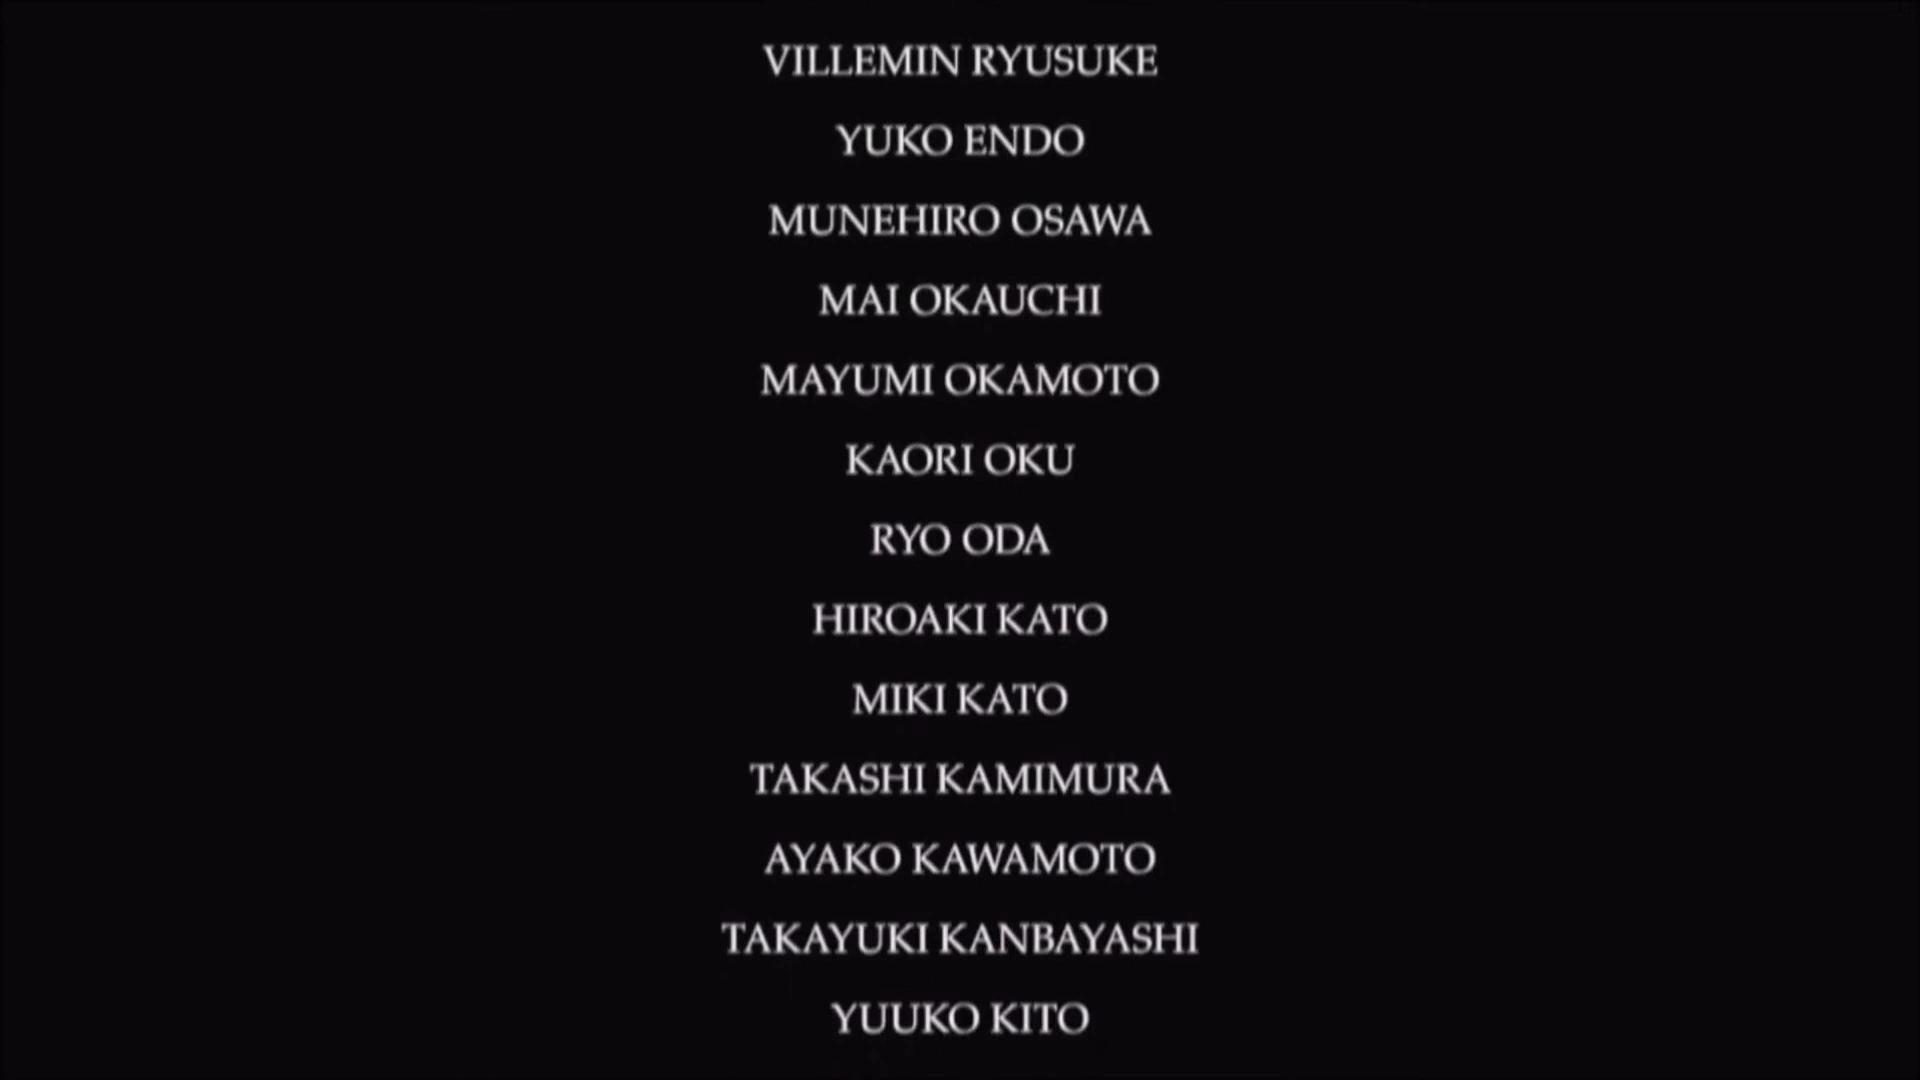 VILLEMIN RYUSUKE
YUKO ENDO
MUNEHIRO OSAWA
MAI OKAUCHI
MAYUMI OKAMOTO
KAORI OKU
RYO ODA
HIROAKI KATO
MIKI KATO
TAKASHI KAMIMURA
AYAKO KAWAMOTO
TAKAYUKI KANBAYASHI
YUUKO KITO